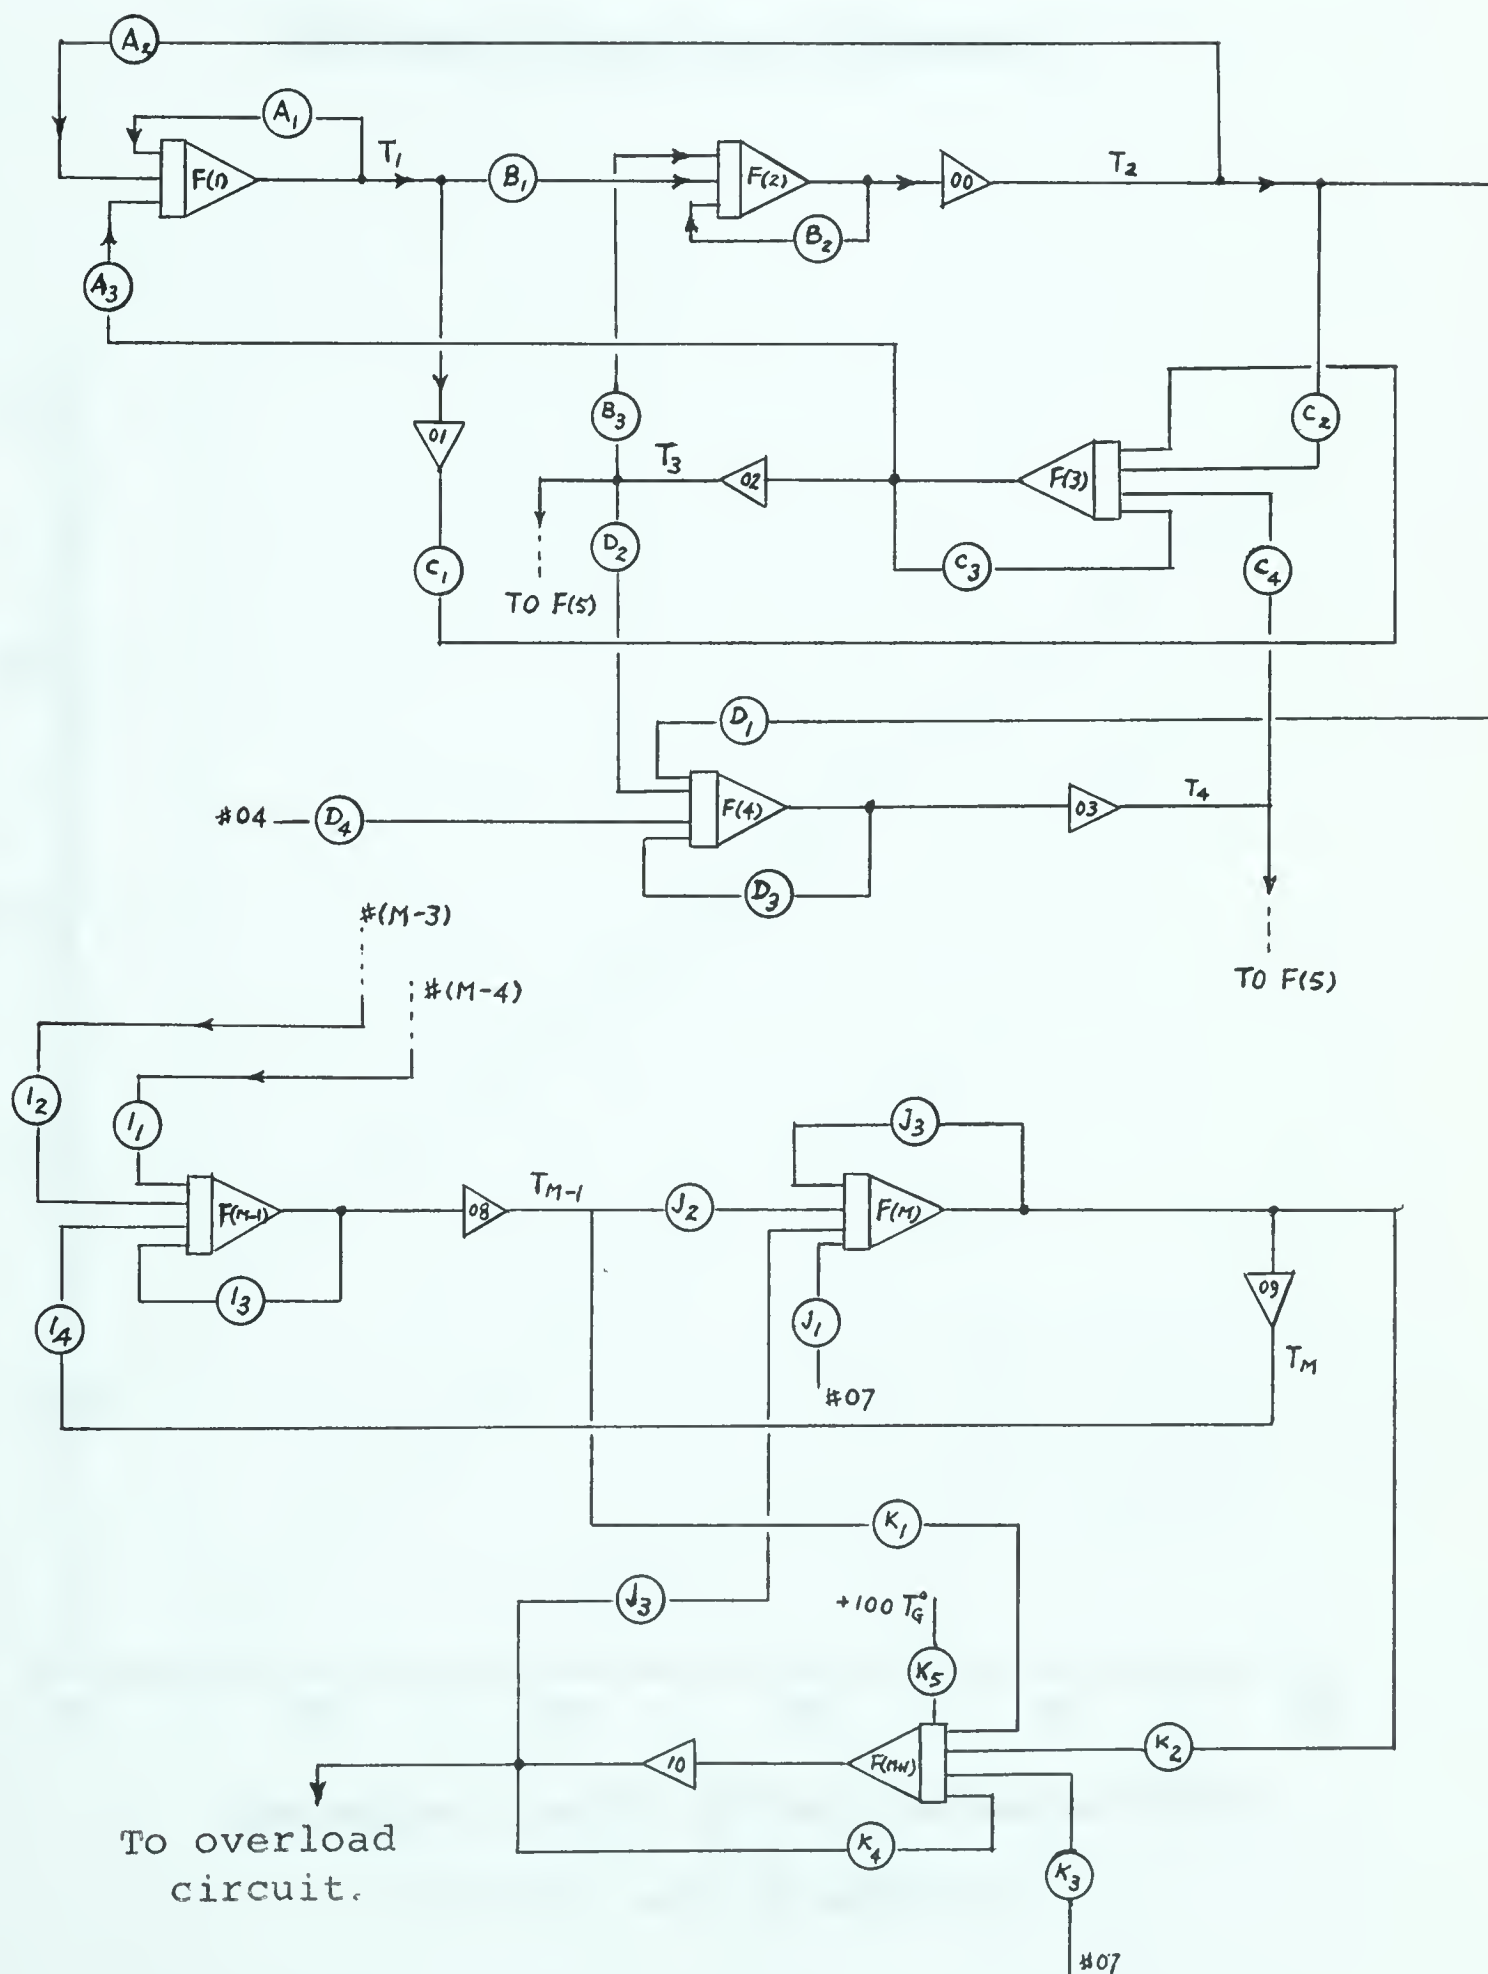 A₂
A₁
F(1)
T₁
B₁
F(2)
00
T₂
B₂
A₃
B₃
C₂
01
T₃
02
F(3)
D₂
C₁
C₃
C₄
TO F(5)
D₁
#04
D₄
F(4)
03
T₄
D₃
#(M-3)
#(M-4)
TO F(5)
I₂
I₁
J₃
F(M-1)
08
T_M-1
J₂
F(M)
I₃
09
I₄
J₁
T_M
#07
K₁
J₃
+100 T_G°
K₅
10
F(M+1)
K₂
To overload
circuit.
K₄
K₃
#07